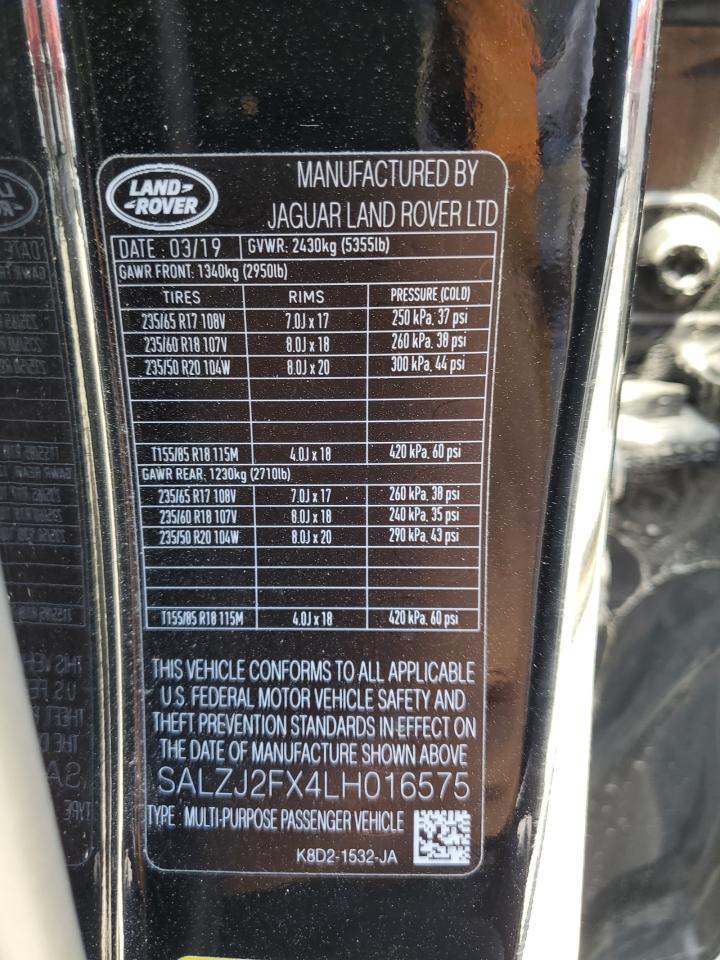 LAND-
-ROVER
MANUFACTURED BY
JAGUAR LAND ROVER LTD
DATE: 03/19 GVWR: 2430kg (5355lb)
GAWR FRONT: 1340kg (2950lb)
TIRES RIMS PRESSURE (COLD)
235/65 R17 108V 7.0J x 17 250 kPa, 37 psi
235/60 R18 107V 8.0J x 18 260 kPa, 38 psi
235/50 R20 104W 8.0J x 20 300 kPa, 44 psi
T155/85 R18 115M 4.0J x 18 420 kPa, 60 psi
GAWR REAR: 1230kg (2710lb)
235/65 R17 108V 7.0J x 17 260 kPa, 38 psi
235/60 R18 107V 8.0J x 18 240 kPa, 35 psi
235/50 R20 104W 8.0J x 20 290 kPa, 43 psi
T155/85 R18 115M 4.0J x 18 420 kPa, 60 psi
THIS VEHICLE CONFORMS TO ALL APPLICABLE
U.S. FEDERAL MOTOR VEHICLE SAFETY AND
THEFT PREVENTION STANDARDS IN EFFECT ON
THE DATE OF MANUFACTURE SHOWN ABOVE
SALZJ2FX4LH016575
TYPE : MULTI-PURPOSE PASSENGER VEHICLE
K8D2-1532-JA